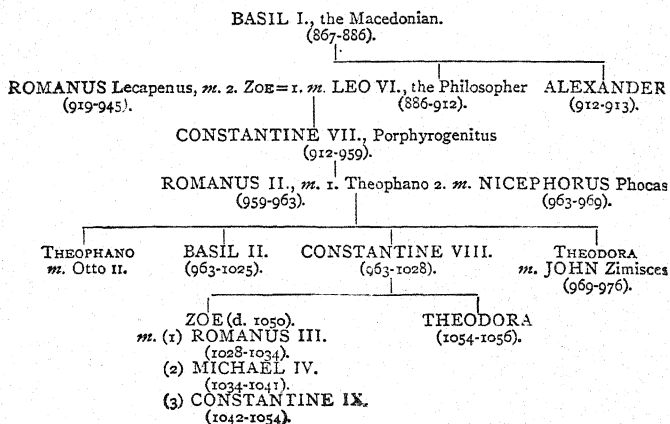 BASIL I., the Macedonian.
(867-886).
ROMANUS Lecapenus, m. 2. ZOE=1. m. LEO VI., the Philosopher ALEXANDER
(919-945). (886-912). (912-913).
CONSTANTINE VII., Porphyrogenitus
(912-959).
ROMANUS II., m. 1. Theophano 2. m. NICEPHORUS Phocas
(959-963). (963-969).
THEOPHANO BASIL II. CONSTANTINE VIII. THEODORA
m. Otto II. (963-1025). (963-1028). m. JOHN Zimisces
(969-976).
ZOE (d. 1050). THEODORA
m. (1) ROMANUS III. (1054-1056).
(1028-1034).
(2) MICHAEL IV.
(1034-1041).
(3) CONSTANTINE IX.
(1042-1054).